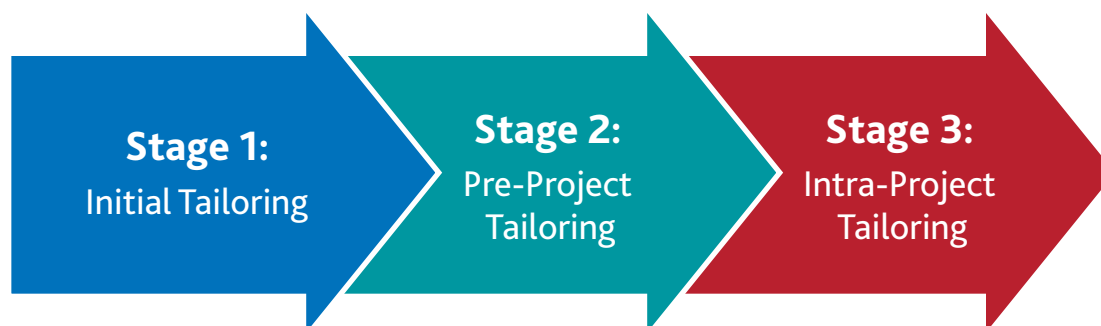 Stage 1:
Initial Tailoring
Stage 2:
Pre-Project
Tailoring
Stage 3:
Intra-Project
Tailoring